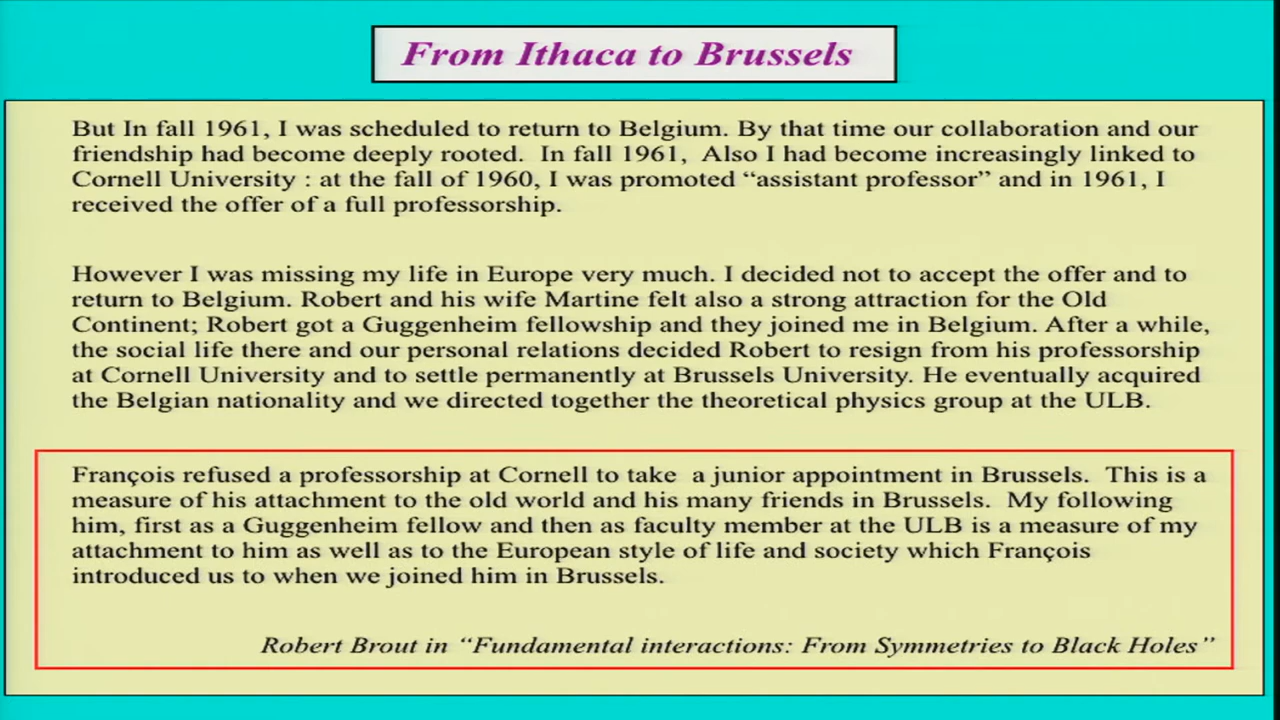 From Ithaca to Brussels
But In fall 1961, I was scheduled to return to Belgium. By that time our collaboration and our
friendship had become deeply rooted. In fall 1961, Also I had become increasingly linked to
Cornell University : at the fall of 1960, I was promoted “assistant professor” and in 1961, I
received the offer of a full professorship.
However I was missing my life in Europe very much. I decided not to accept the offer and to
return to Belgium. Robert and his wife Martine felt also a strong attraction for the Old
Continent; Robert got a Guggenheim fellowship and they joined me in Belgium. After a while,
the social life there and our personal relations decided Robert to resign from his professorship
at Cornell University and to settle permanently at Brussels University. He eventually acquired
the Belgian nationality and we directed together the theoretical physics group at the ULB.
François refused a professorship at Cornell to take a junior appointment in Brussels. This is a
measure of his attachment to the old world and his many friends in Brussels. My following
him, first as a Guggenheim fellow and then as faculty member at the ULB is a measure of my
attachment to him as well as to the European style of life and society which François
introduced us to when we joined him in Brussels.
Robert Brout in “Fundamental interactions: From Symmetries to Black Holes”